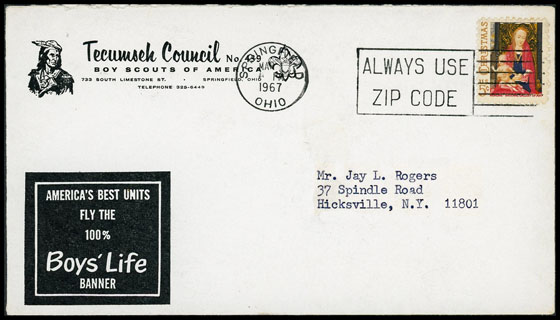 Tecumseh Council No. 439
BOY SCOUTS OF AMERICA
733 SOUTH LIMESTONE ST. • SPRINGFIELD, OHIO
TELEPHONE 325-6449
SPRINGFIELD
1967
OHIO
ALWAYS USE
ZIP CODE
CHRISTMAS
Mr. Jay L. Rogers
37 Spindle Road
Hicksville, N.Y. 11801
AMERICA'S BEST UNITS
FLY THE
100%
Boys' Life
BANNER